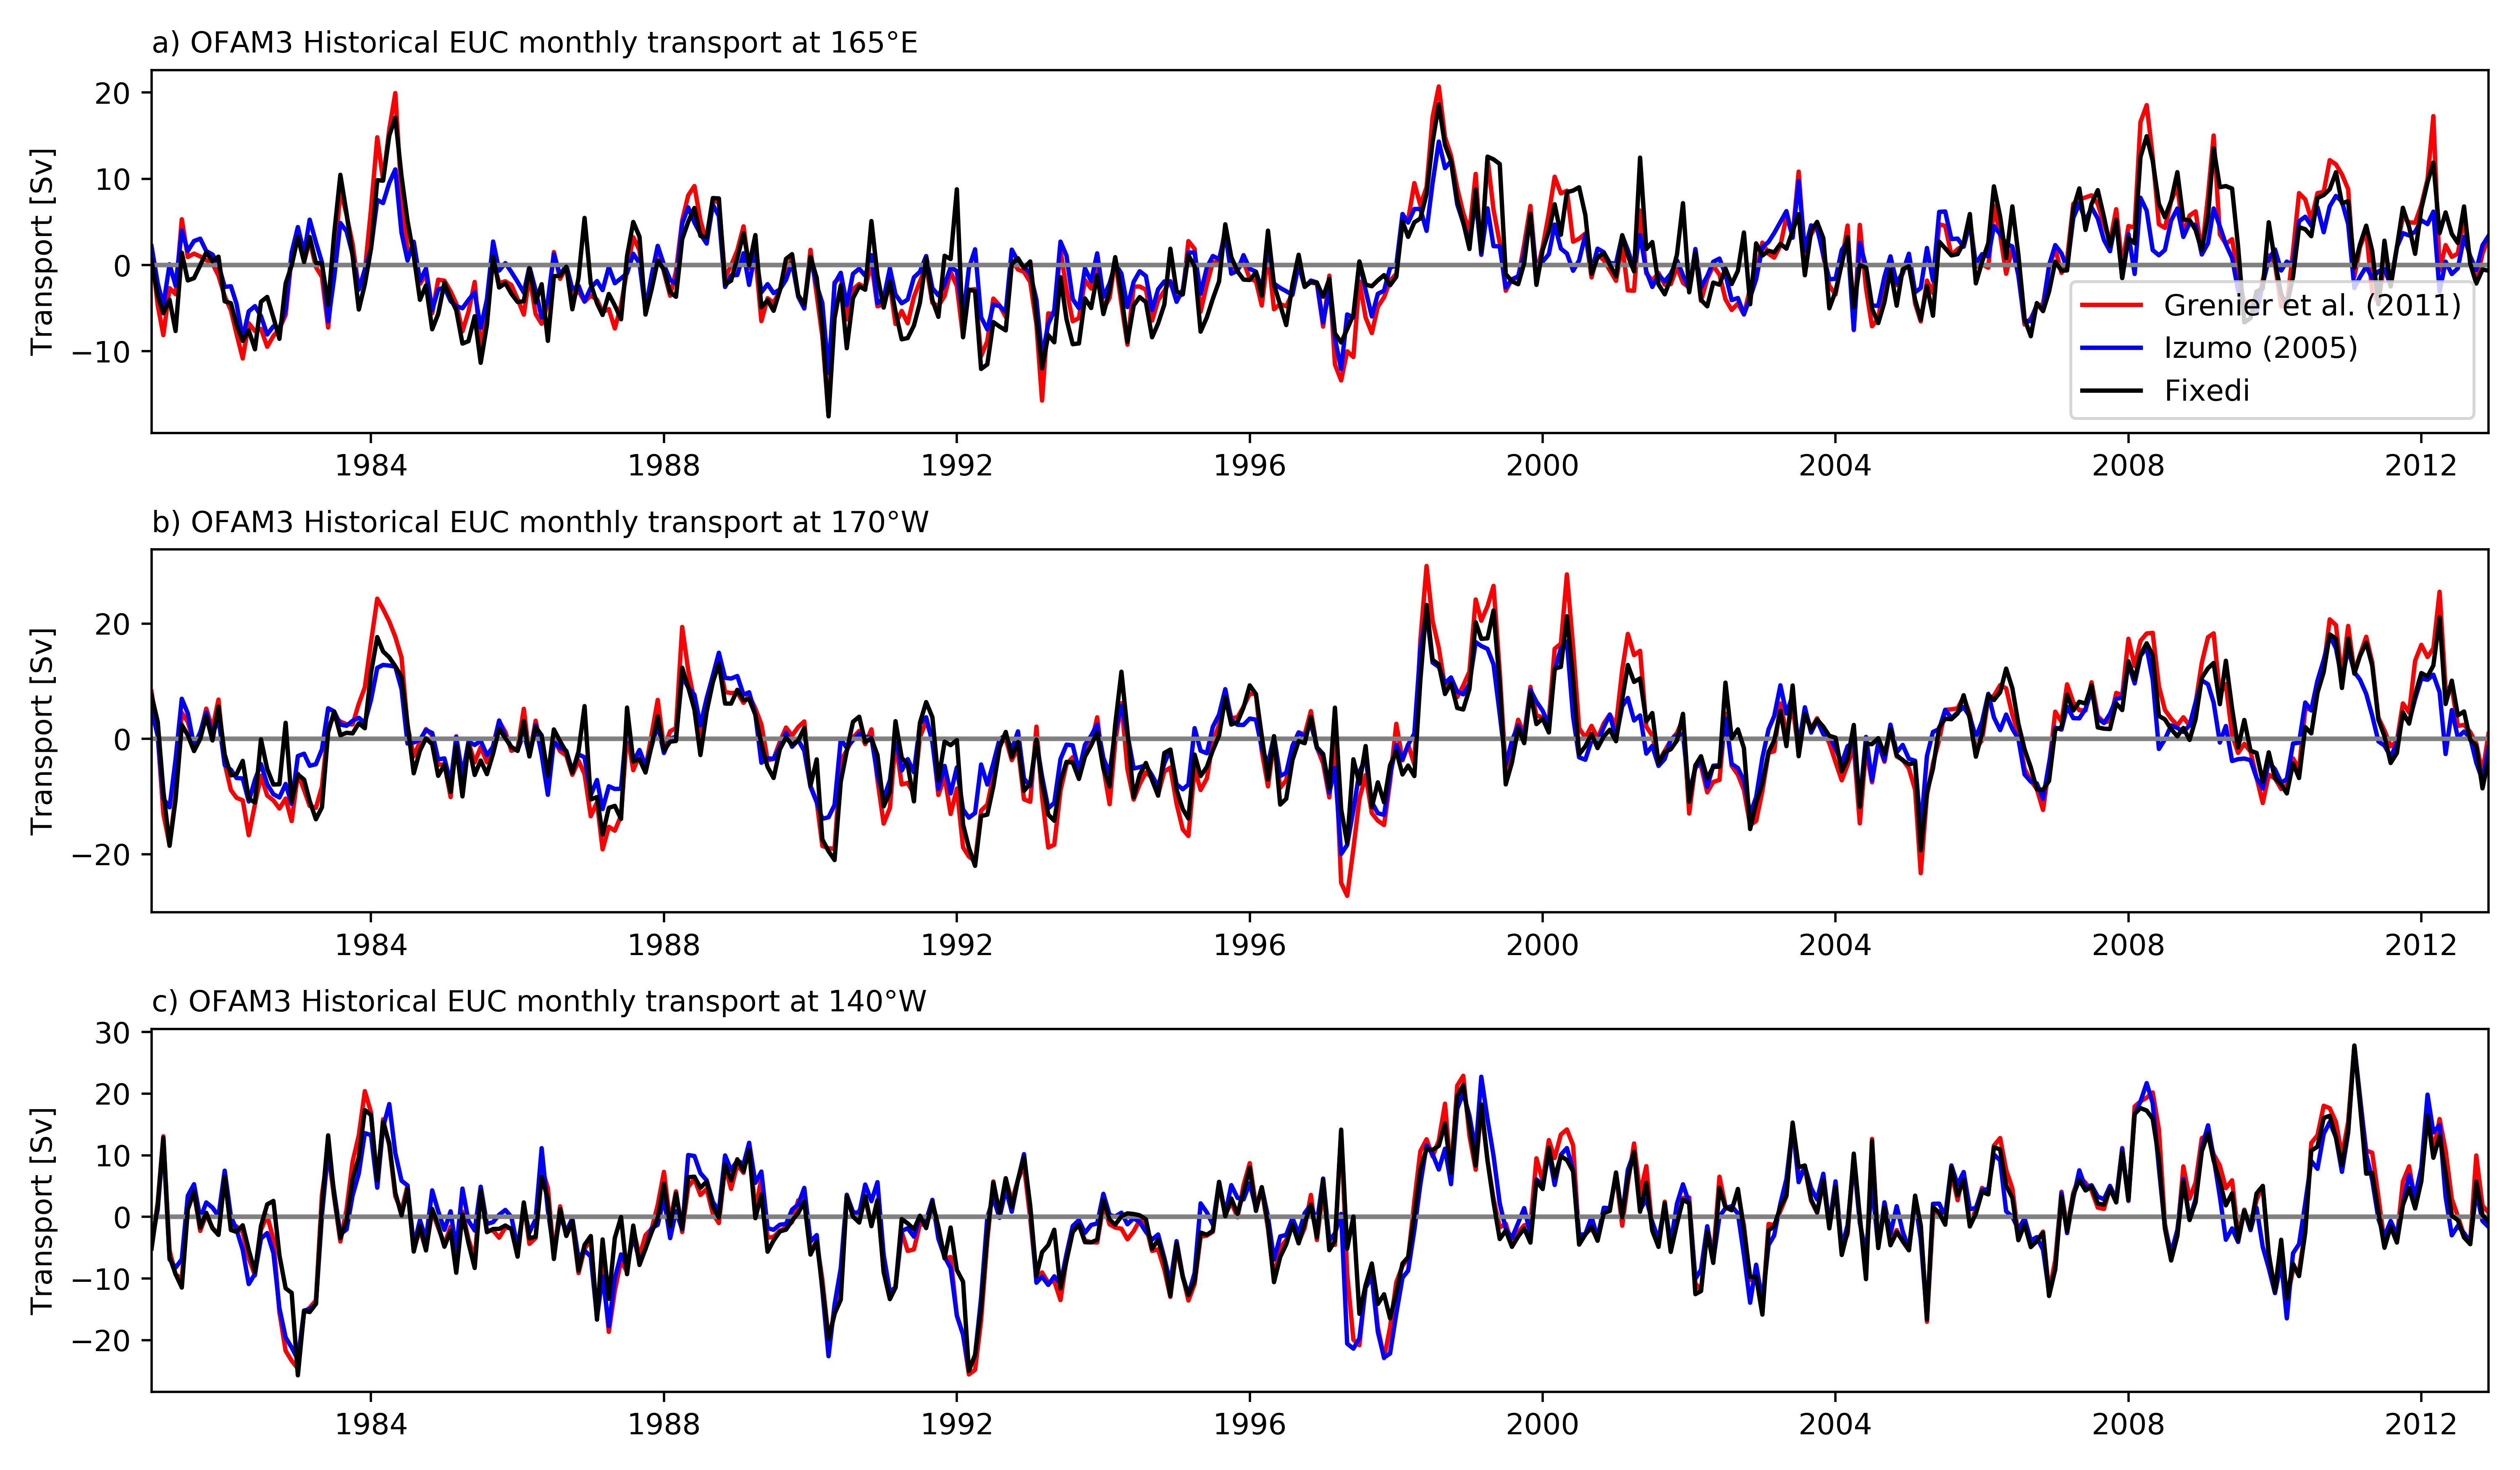 a) OFAM3 Historical EUC monthly transport at 165°E
Transport [Sv]
20
10
0
−10
1984 1988 1992 1996 2000 2004 2008 2012
Grenier et al. (2011)
Izumo (2005)
Fixedi
b) OFAM3 Historical EUC monthly transport at 170°W
Transport [Sv]
20
0
−20
1984 1988 1992 1996 2000 2004 2008 2012
c) OFAM3 Historical EUC monthly transport at 140°W
Transport [Sv]
30
20
10
0
−10
−20
1984 1988 1992 1996 2000 2004 2008 2012